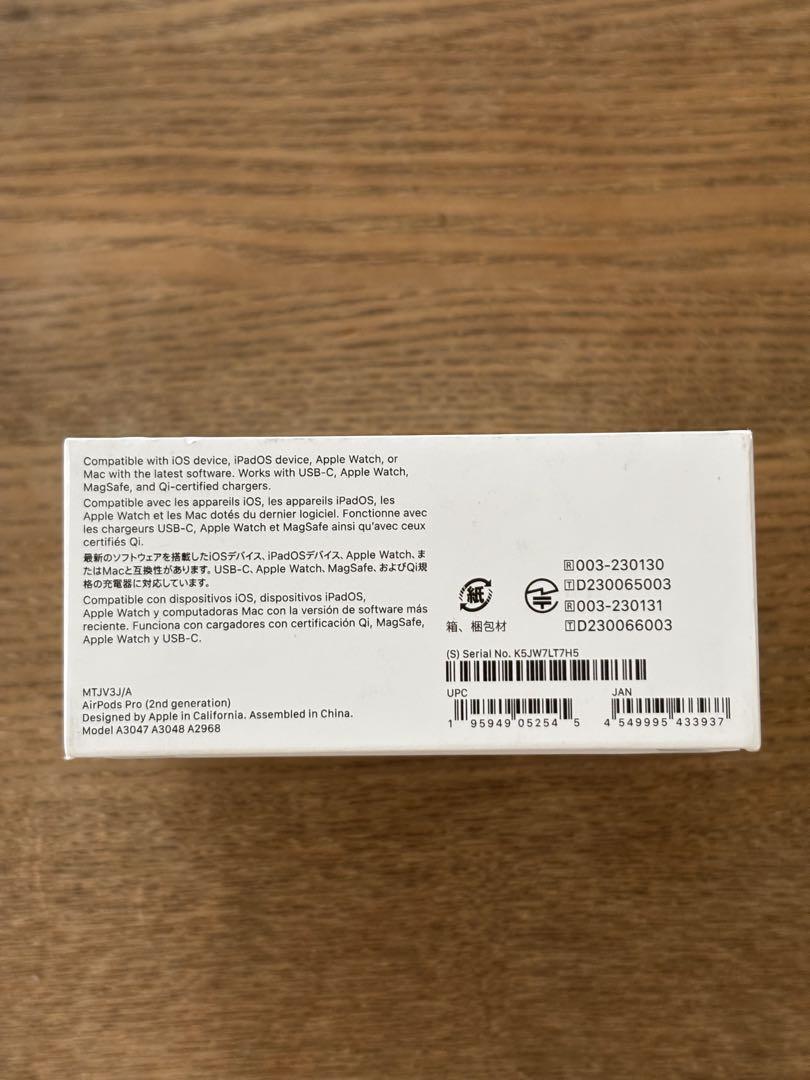 Compatible with iOS device, iPadOS device, Apple Watch, or
Mac with the latest software. Works with USB-C, Apple Watch,
MagSafe, and Qi-certified chargers.
Compatible avec les appareils iOS, les appareils iPadOS, les
Apple Watch et les Mac dotés du dernier logiciel. Fonctionne avec
les chargeurs USB-C, Apple Watch et MagSafe ainsi qu'avec ceux
certifiés Qi.
最新のソフトウェアを搭載したiOSデバイス、iPadOSデバイス、Apple Watch、ま
たはMacと互換性があります。USB-C、Apple Watch、MagSafe、およびQi規
格の充電器に対応しています。
Compatible con dispositivos iOS, dispositivos iPadOS,
Apple Watch y computadoras Mac con la versión de software más
reciente. Funciona con cargadores con certificación Qi, MagSafe,
Apple Watch y USB-C.
MTJV3J/A
AirPods Pro (2nd generation)
Designed by Apple in California. Assembled in China.
Model A3047 A3048 A2968
紙
箱、梱包材
R 003-230130
T D230065003
R 003-230131
T D230066003
(S) Serial No. K5JW7LT7H5
UPC
1 95949 05254 5
JAN
4 549995 433937